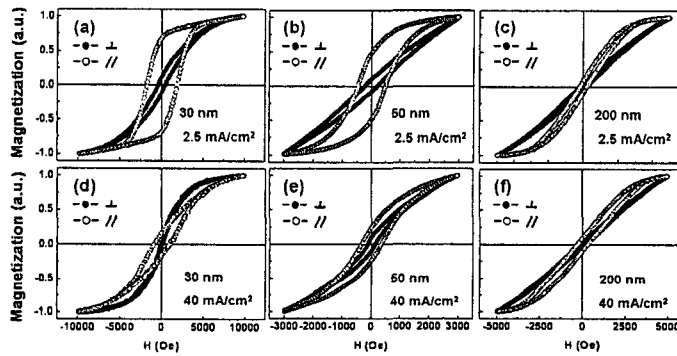 Magnetization (a.u.)
1.0
0.5
0.0
-0.5
-1.0
(a)
⊥
//
30 nm
2.5 mA/cm²
(b)
⊥
//
50 nm
2.5 mA/cm²
(c)
⊥
//
200 nm
2.5 mA/cm²
Magnetization (a.u.)
1.0
0.5
0.0
-0.5
-1.0
(d)
⊥
//
30 nm
40 mA/cm²
(e)
⊥
//
50 nm
40 mA/cm²
(f)
⊥
//
200 nm
40 mA/cm²
-10000 -5000 0 5000 10000
-3000 -2000 -1000 0 1000 2000 3000
-5000 -2500 0 2500 5000
H (Oe)
H (Oe)
H (Oe)